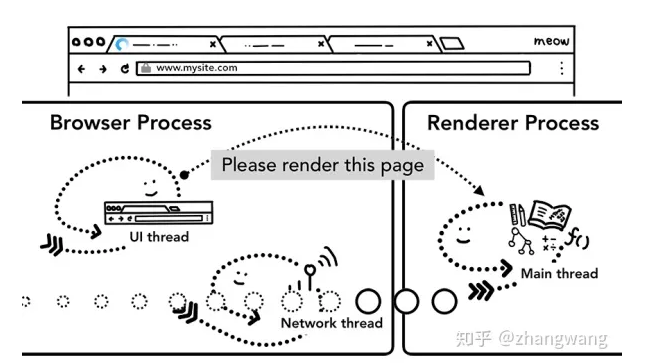 meow
www.mysite.com
Browser Process
Renderer Process
Please render this page
UI thread
f()
Main thread
Network thread
知乎 @zhangwang